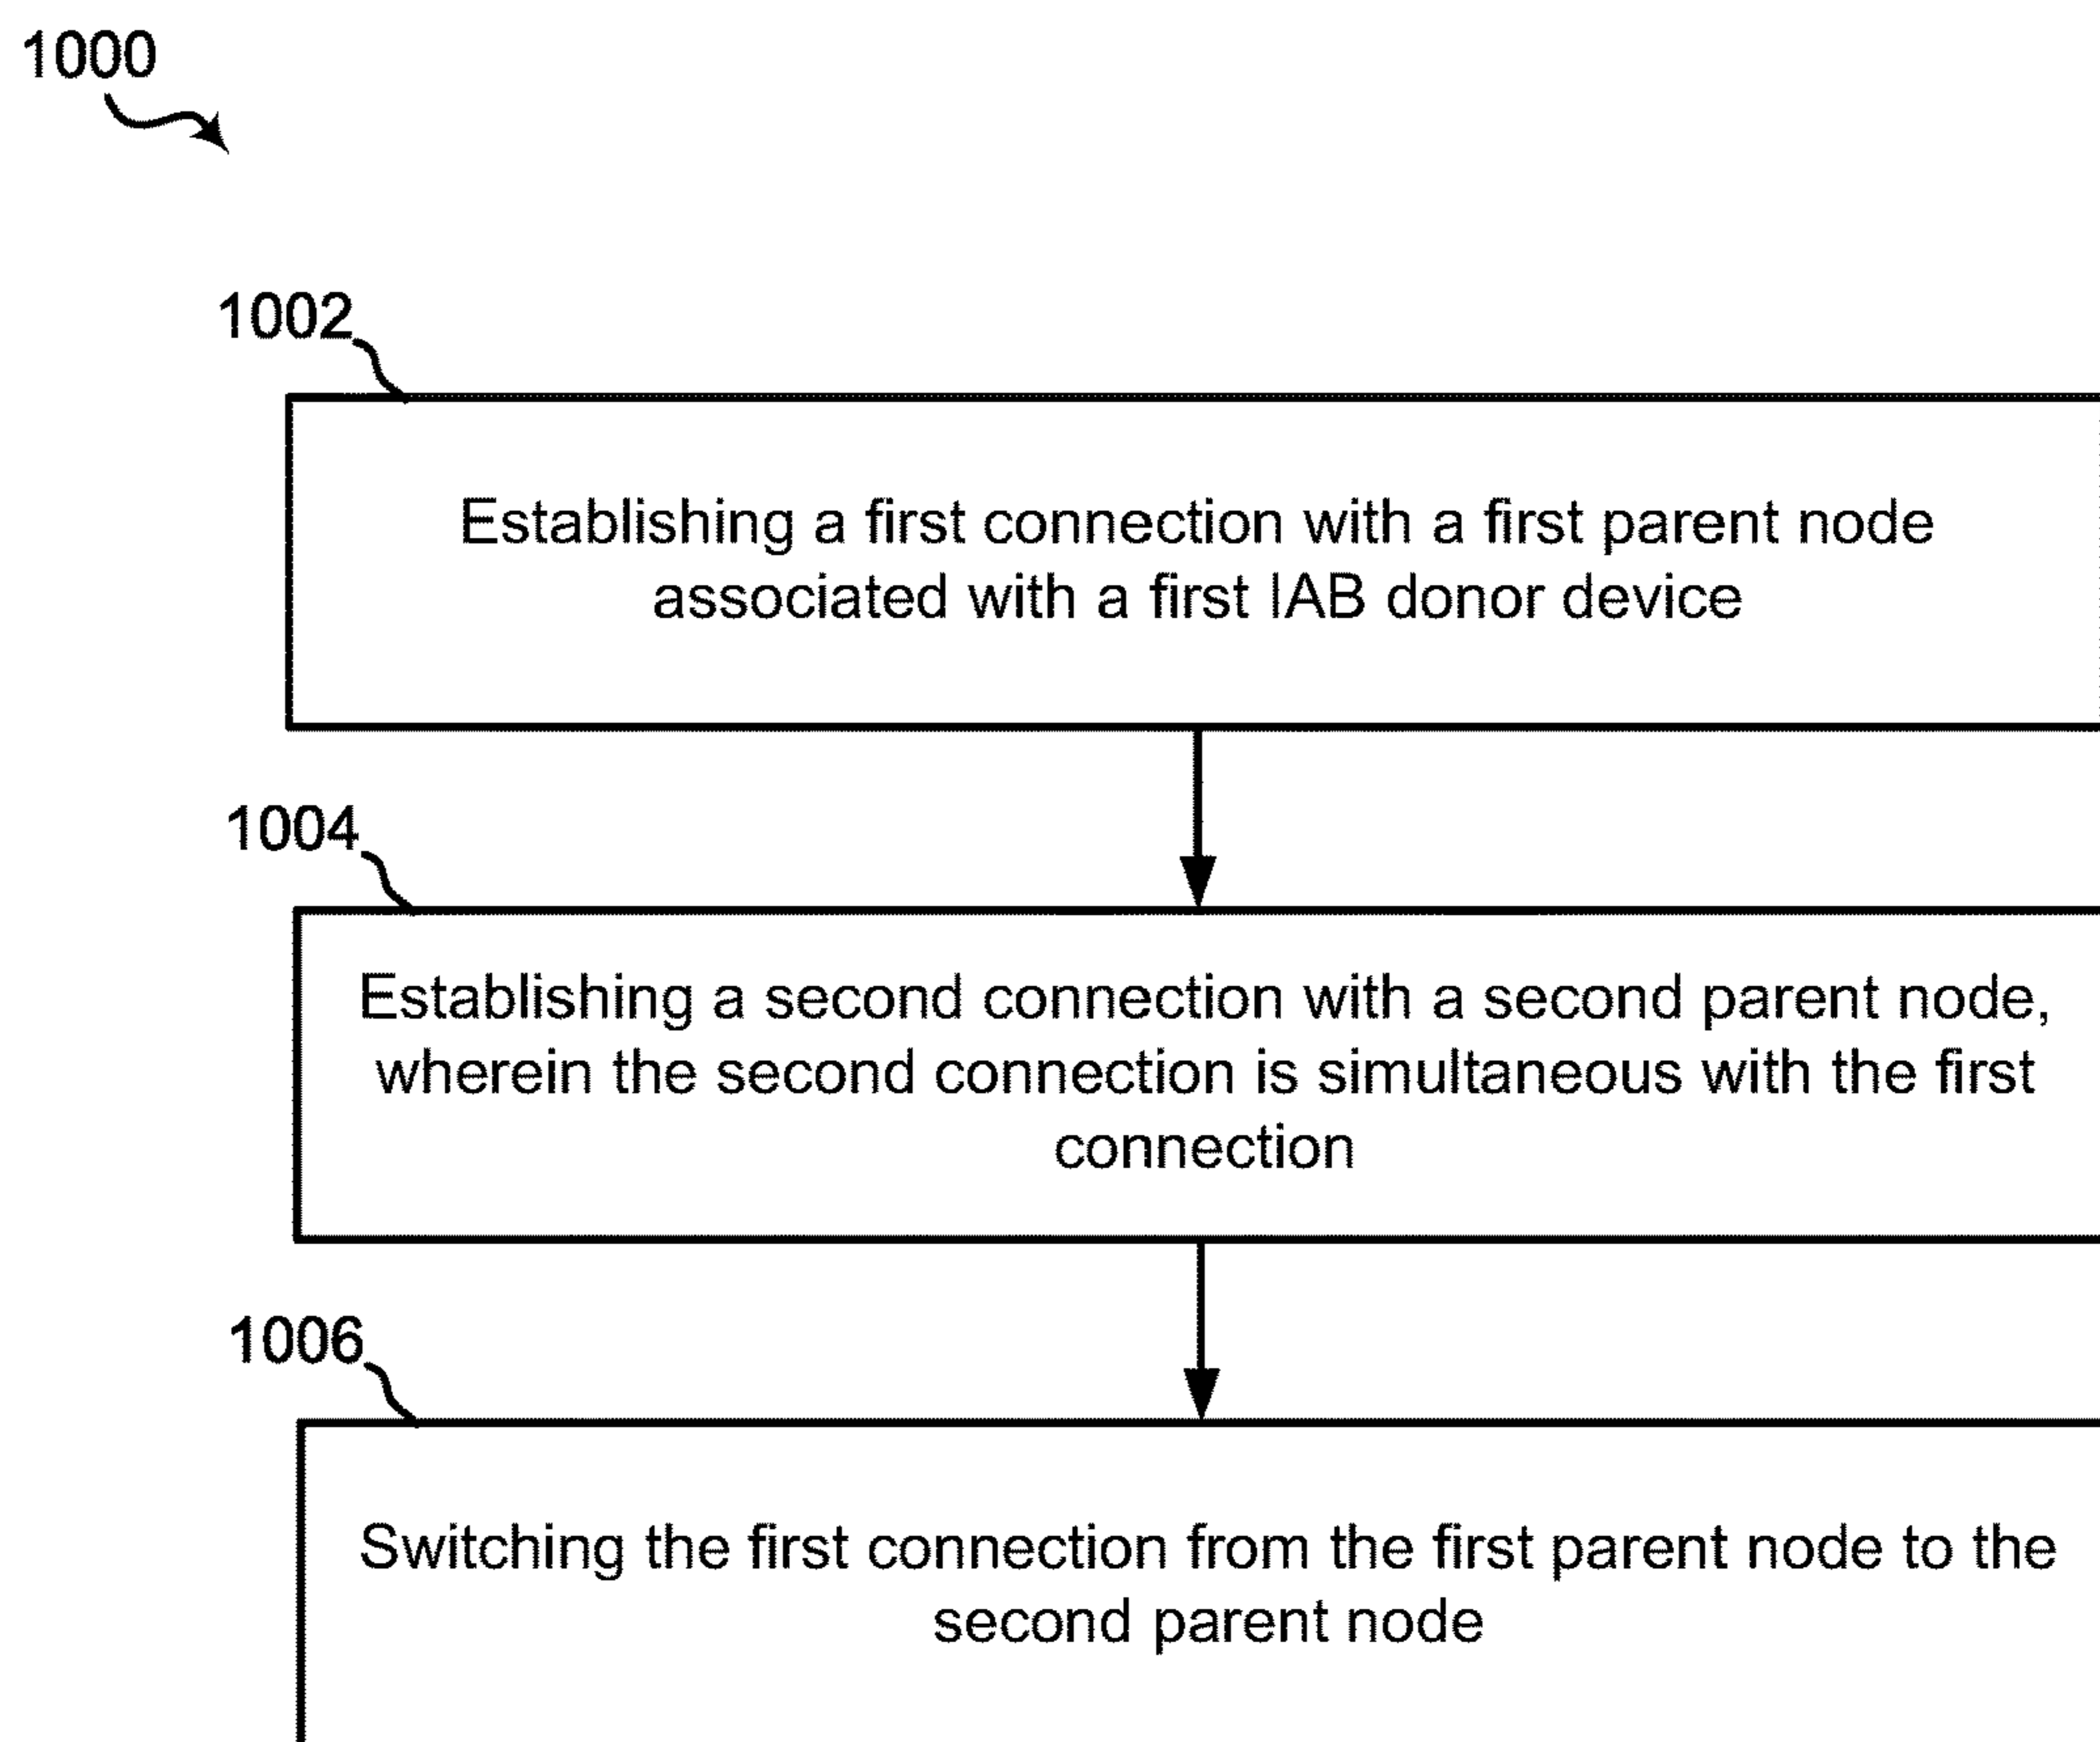 1000
1002
Establishing a first connection with a first parent node
associated with a first IAB donor device
1004
Establishing a second connection with a second parent node,
wherein the second connection is simultaneous with the first
connection
1006
Switching the first connection from the first parent node to the
second parent node